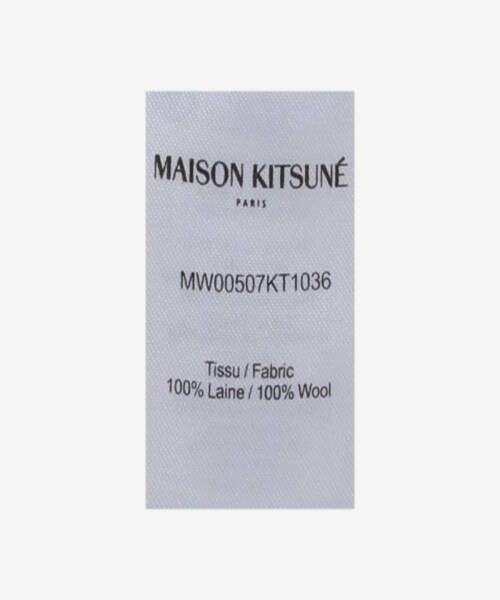 MAISON KITSUNÉ
PARIS
MW00507KT1036
Tissu / Fabric
100% Laine / 100% Wool